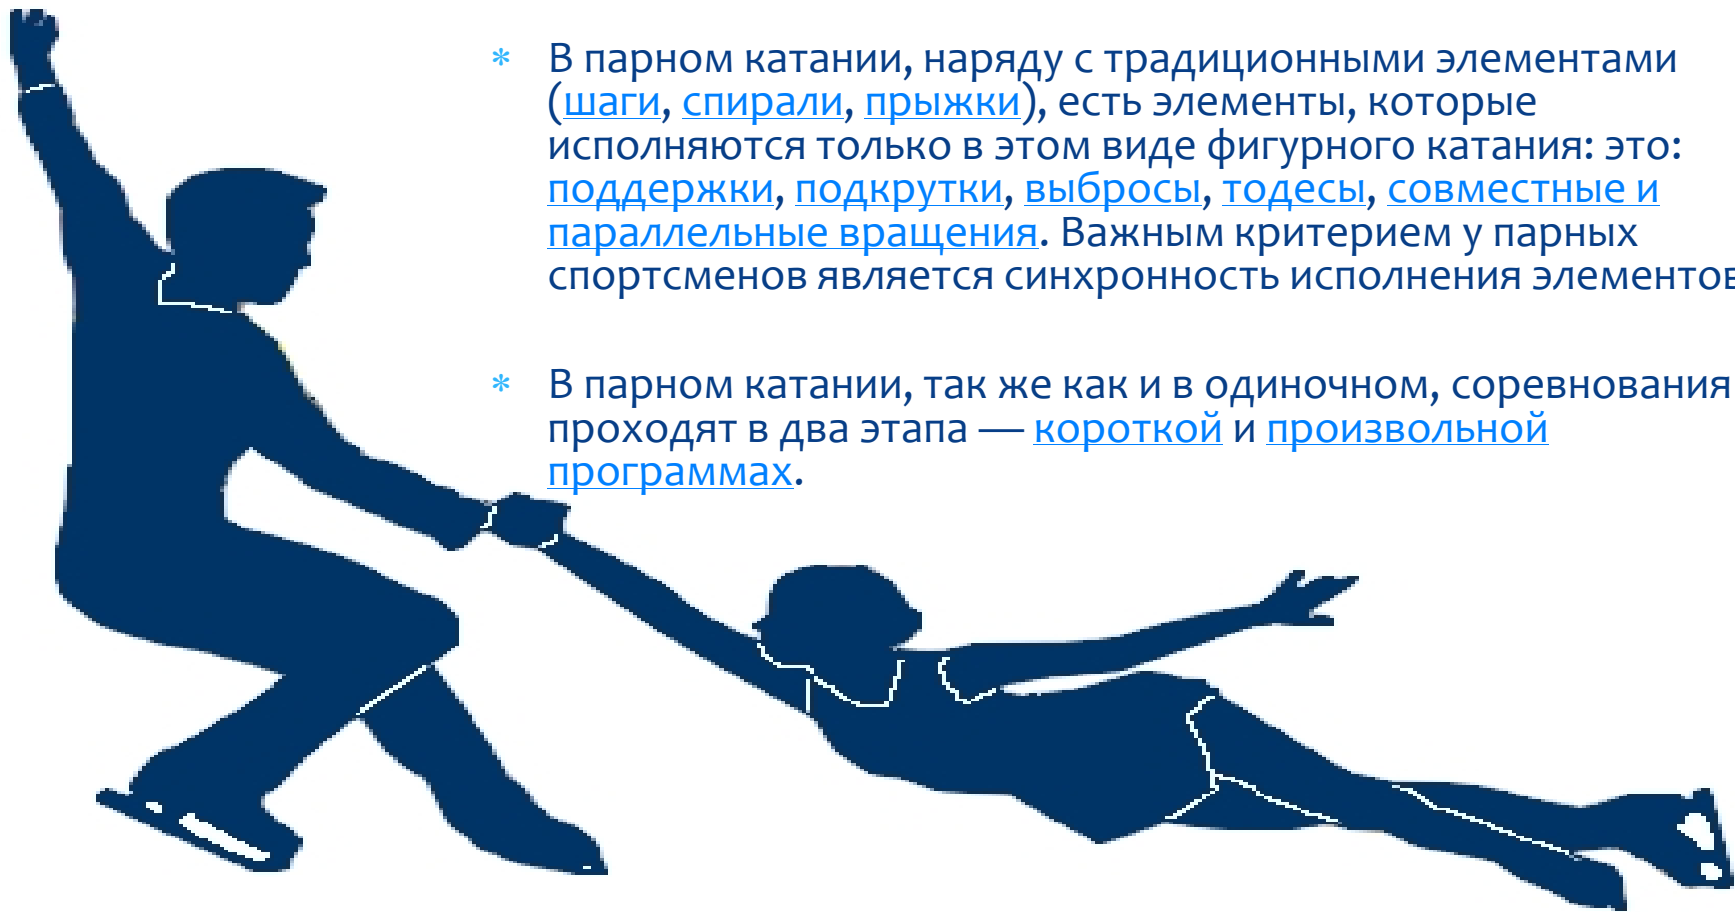 * В парном катании, наряду с традиционными элементами
(шаги, спирали, прыжки), есть элементы, которые
исполняются только в этом виде фигурного катания: это:
поддержки, подкрутки, выбросы, тодесы, совместные и
параллельные вращения. Важным критерием у парных
спортсменов является синхронность исполнения элементов
* В парном катании, так же как и в одиночном, соревнования
проходят в два этапа — короткой и произвольной
программах.